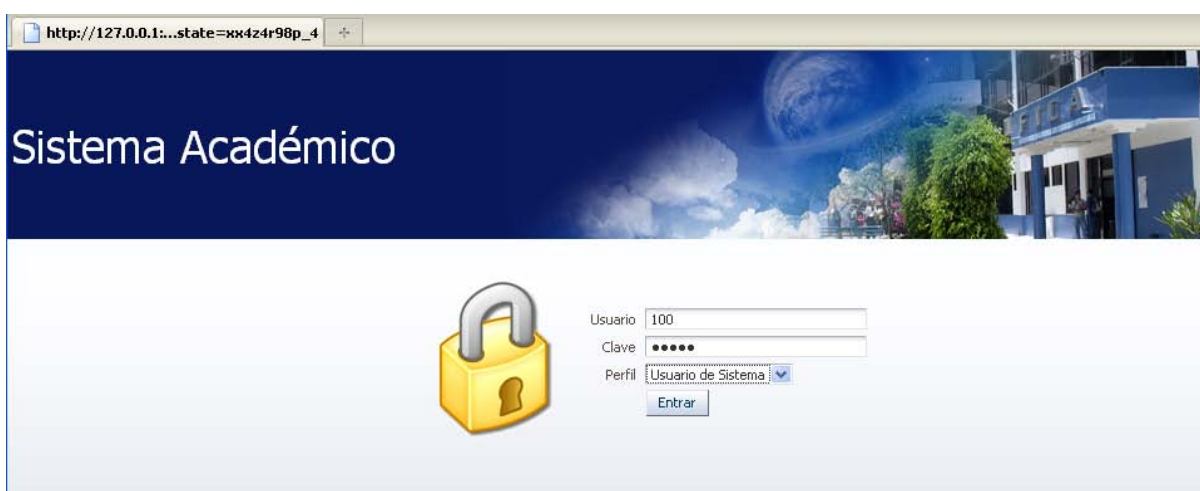 http://127.0.0.1:...state=xx4z4r98p_4
Sistema Académico
Usuario 100
Clave •••••
Perfil Usuario de Sistema
Entrar